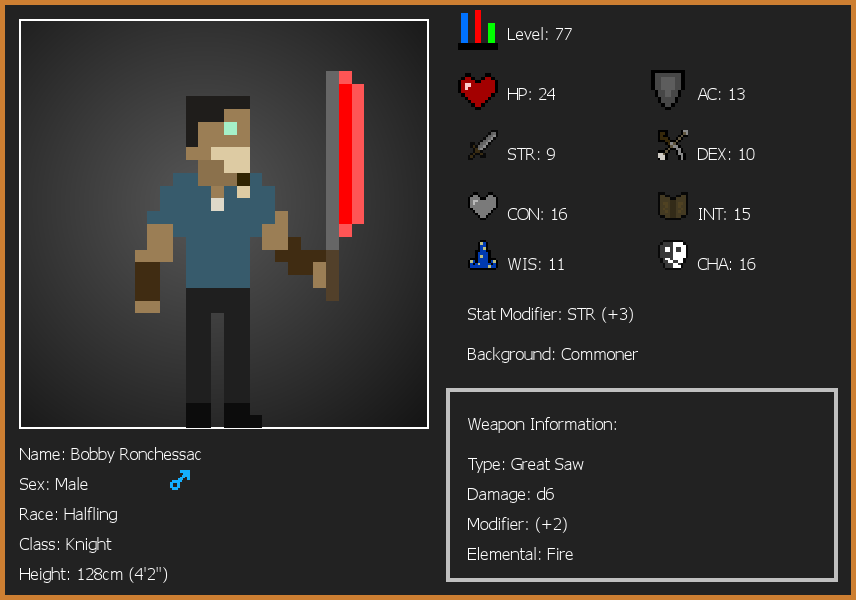 Level: 77
HP: 24
AC: 13
STR: 9
DEX: 10
CON: 16
INT: 15
WIS: 11
CHA: 16
Stat Modifier: STR (+3)
Background: Commoner
Weapon Information:
Type: Great Saw
Damage: d6
Modifier: (+2)
Elemental: Fire
Name: Bobby Ronchessac
Sex: Male
Race: Halfling
Class: Knight
Height: 128cm (4'2")